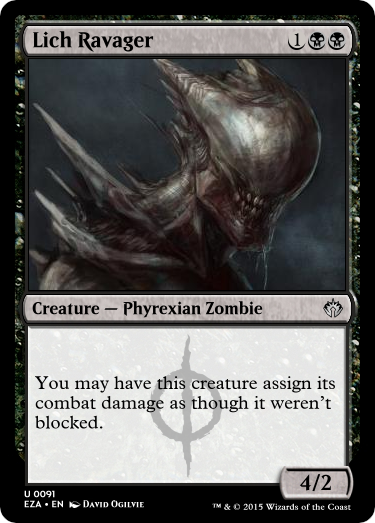 Lich Ravager 1
Creature — Phyrexian Zombie
You may have this creature assign its
combat damage as though it weren't
blocked.
4/2
U 0091
EZA • EN David Ogilvie
™ & © 2015 Wizards of the Coast